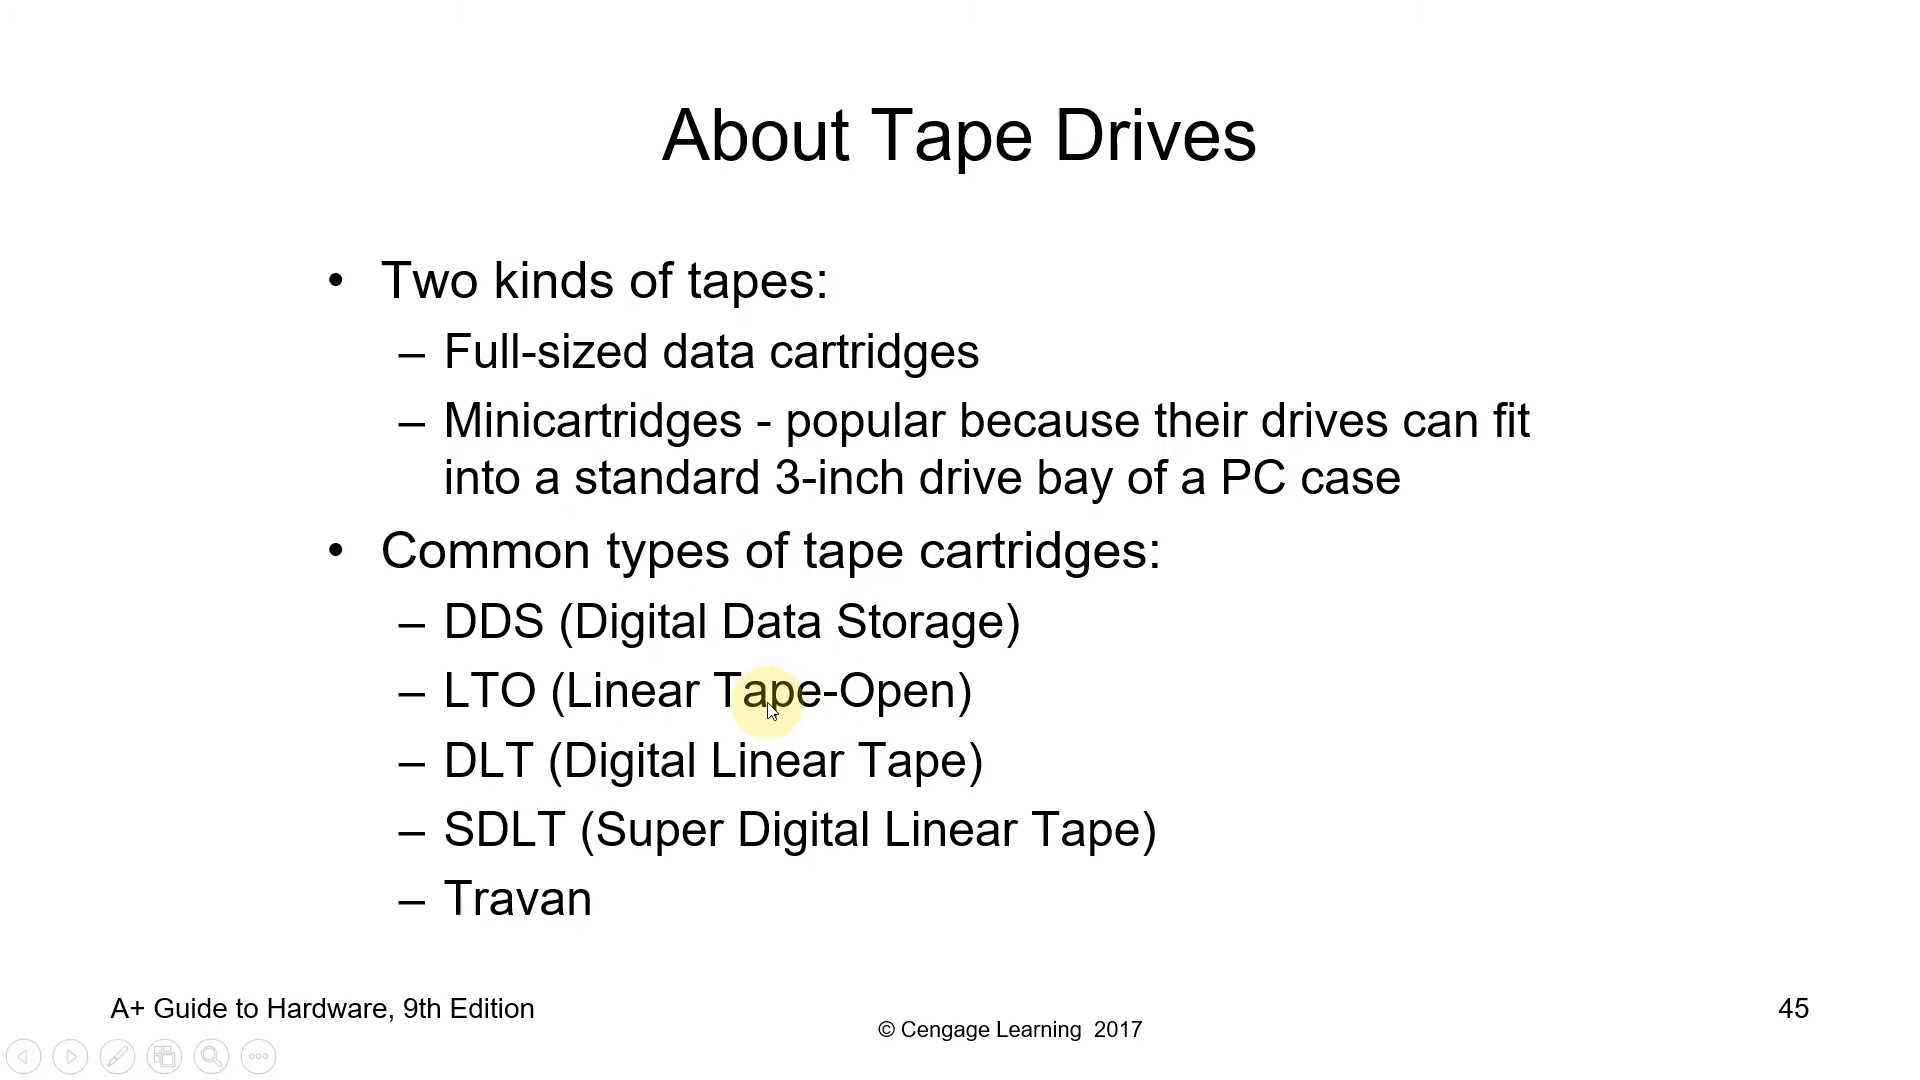 About Tape Drives
• Two kinds of tapes:
– Full-sized data cartridges
– Minicartridges - popular because their drives can fit
into a standard 3-inch drive bay of a PC case
• Common types of tape cartridges:
– DDS (Digital Data Storage)
– LTO (Linear Tape-Open)
– DLT (Digital Linear Tape)
– SDLT (Super Digital Linear Tape)
– Travan
A+ Guide to Hardware, 9th Edition
© Cengage Learning 2017
45